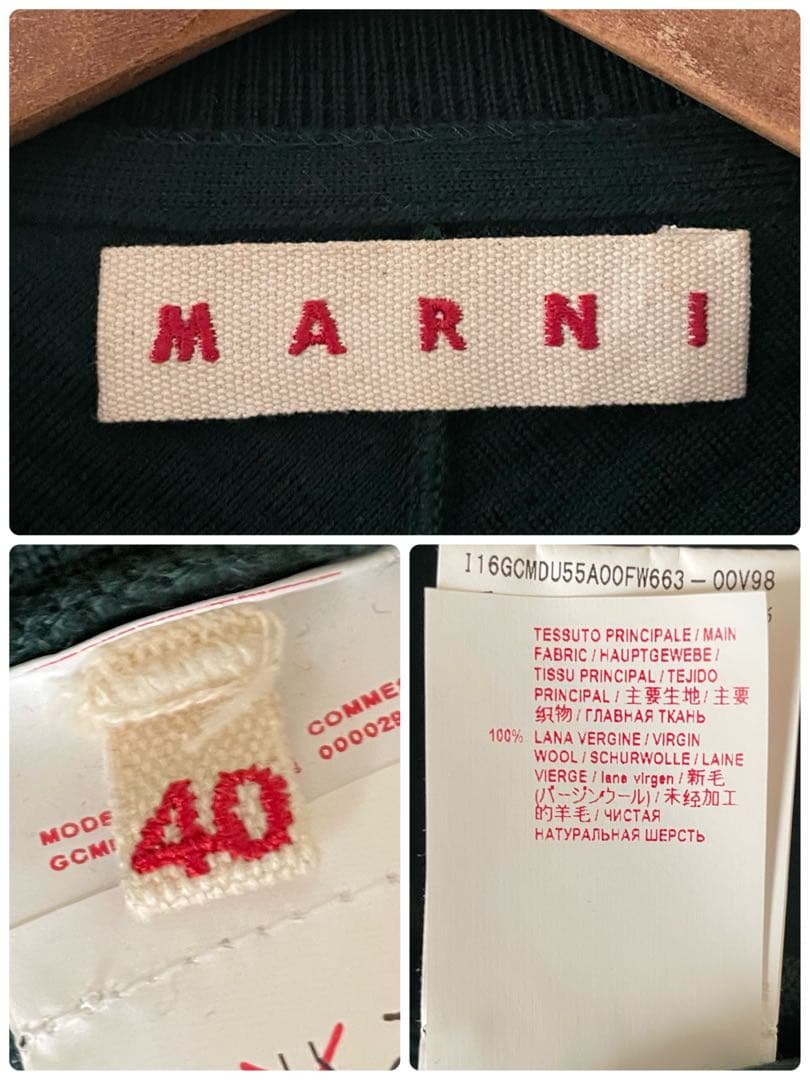 MARNI
COMME
00002
MODE
GCM
40
I16GCMDU55A00FW663-00V98
TESSUTO PRINCIPALE / MAIN
FABRIC / HAUPTGEWEBE /
TISSU PRINCIPAL / TEJIDO
PRINCIPAL / 主要生地 / 主要
织物 / ГЛАВНАЯ ТКАНЬ
100% LANA VERGINE / VIRGIN
WOOL / SCHURWOLLE / LAINE
VIERGE / lane virgen / 新毛
(バージンウール) / 未经加工
的羊毛 / ЧИСТАЯ
НАТУРАЛЬНАЯ ШЕРСТЬ